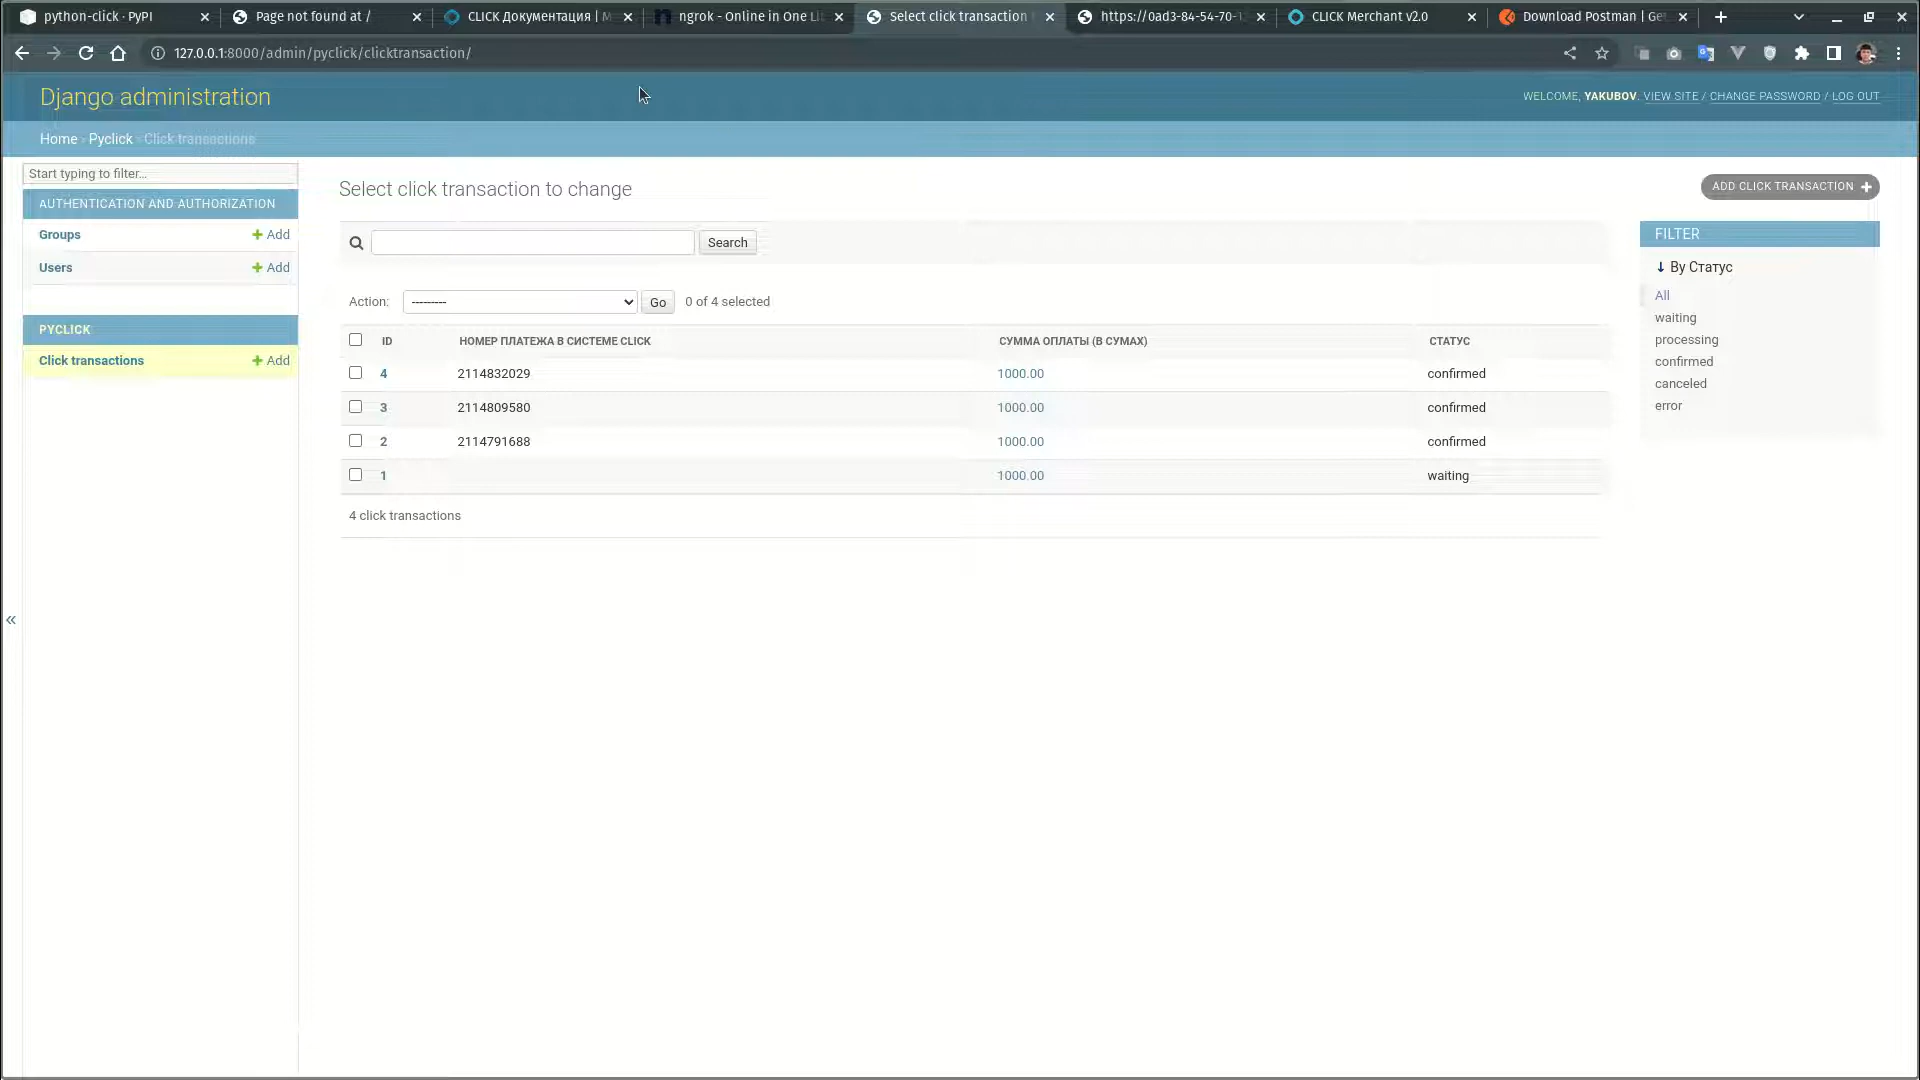 python-click · PyPI
Page not found at /
CLICK Документация | M
ngrok - Online in One Li
Select click transaction
https://0ad3-84-54-70-1
CLICK Merchant v2.0
Download Postman | Ge
127.0.0.1:8000/admin/pyclick/clicktransaction/
Django administration
WELCOME, YAKUBOV. VIEW SITE / CHANGE PASSWORD / LOG OUT
Home › Pyclick › Click transactions
Start typing to filter...
AUTHENTICATION AND AUTHORIZATION
Groups + Add
Users + Add
PYCLICK
Click transactions + Add
«
Select click transaction to change
ADD CLICK TRANSACTION +
Search
Action: --------- Go 0 of 4 selected
ID НОМЕР ПЛАТЕЖА В СИСТЕМЕ CLICK СУММА ОПЛАТЫ (В СУМАХ) СТАТУС
4 2114832029 1000.00 confirmed
3 2114809580 1000.00 confirmed
2 2114791688 1000.00 confirmed
1 1000.00 waiting
4 click transactions
FILTER
↓ By Статус
All
waiting
processing
confirmed
canceled
error